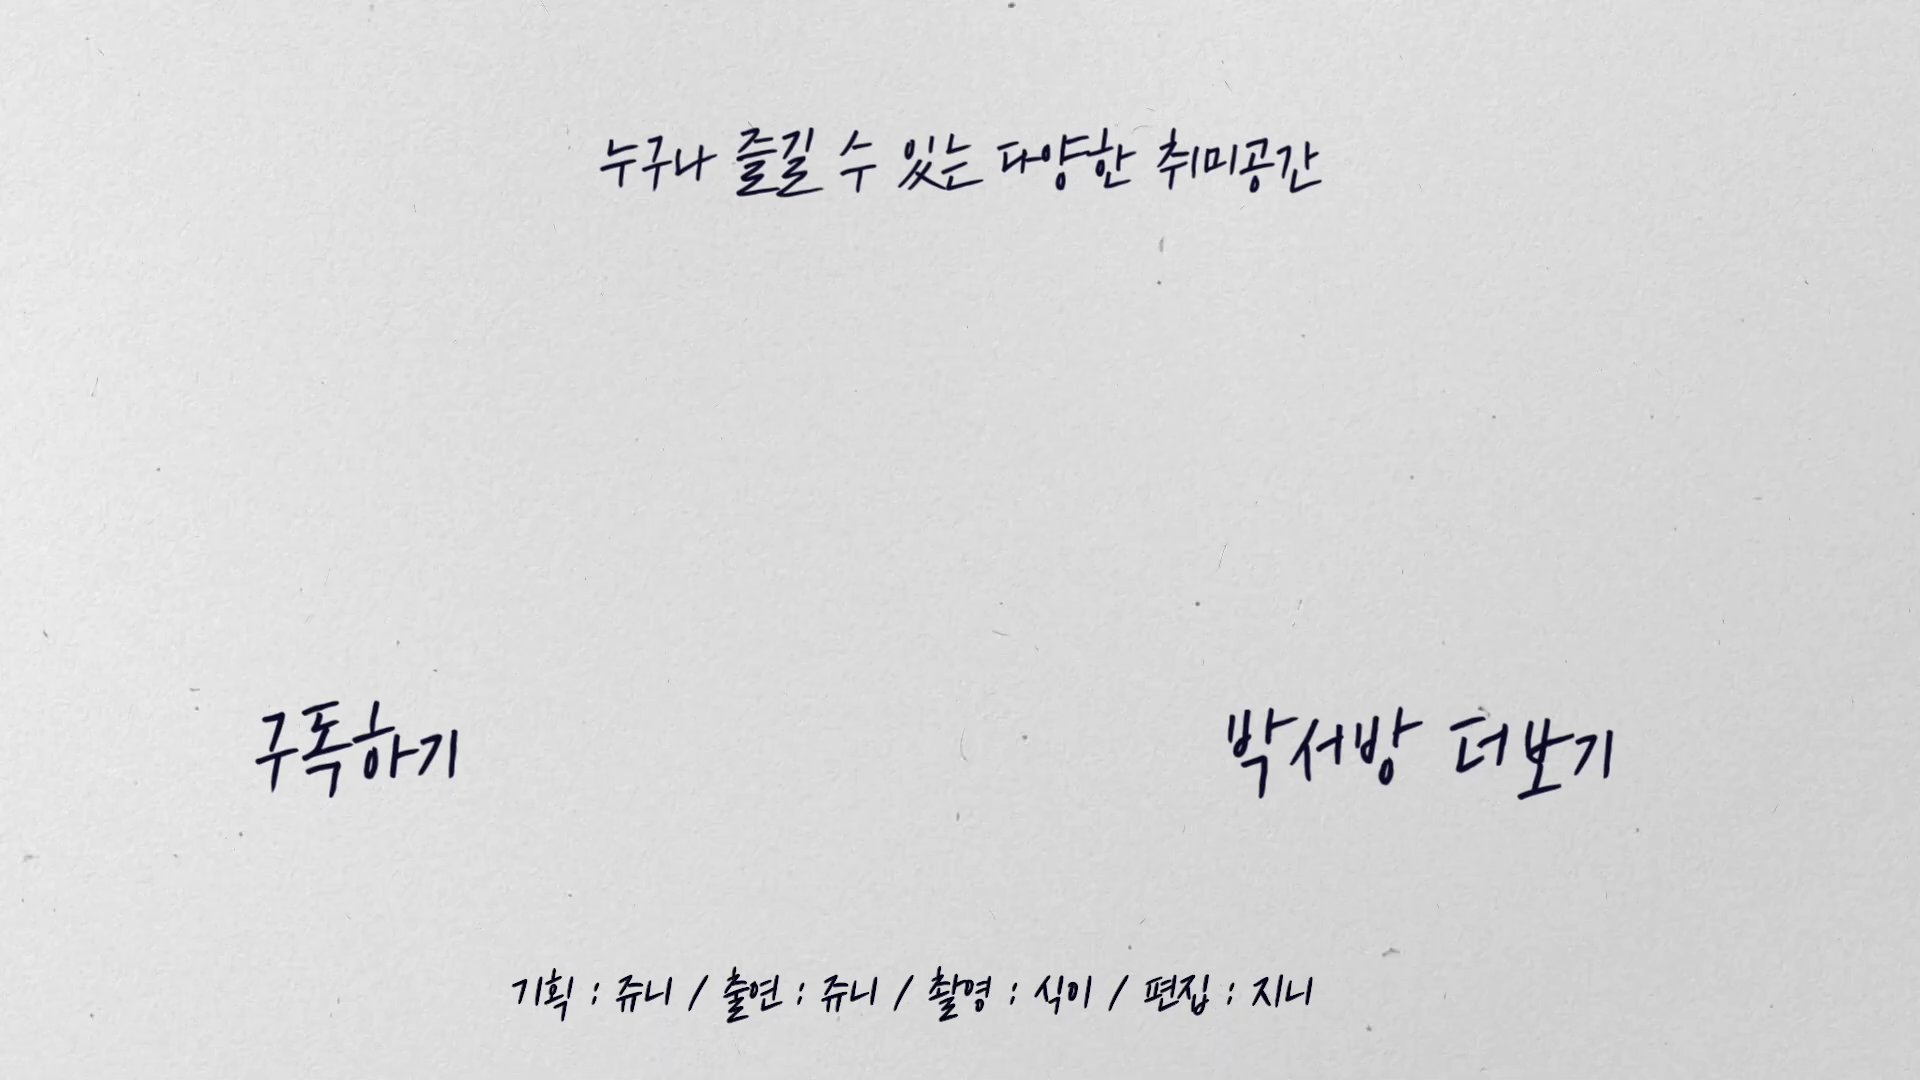 누구나 즐길 수 있는 다양한 취미공간
구독하기
박서방 더보기
기획 : 쥬니 / 출연 : 쥬니 / 촬영 : 식이 / 편집 : 지니